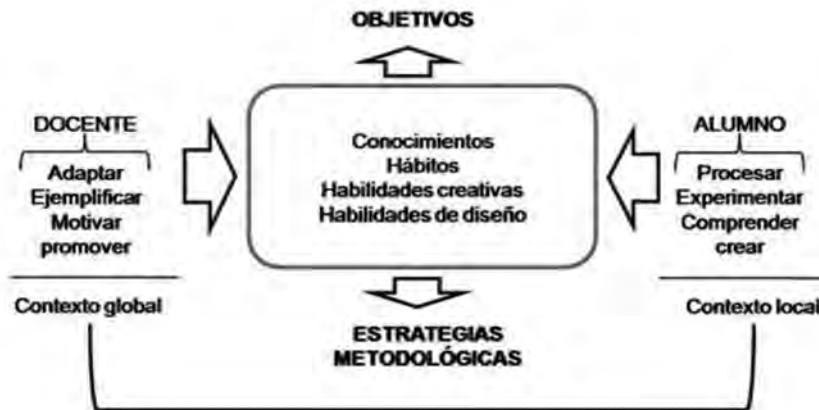 OBJETIVOS
DOCENTE
Adaptar
Ejemplificar
Motivar
promover
Contexto global
Conocimientos
Hábitos
Habilidades creativas
Habilidades de diseño
ALUMNO
Procesar
Experimentar
Comprender
crear
Contexto local
ESTRATEGIAS
METODOLÓGICAS